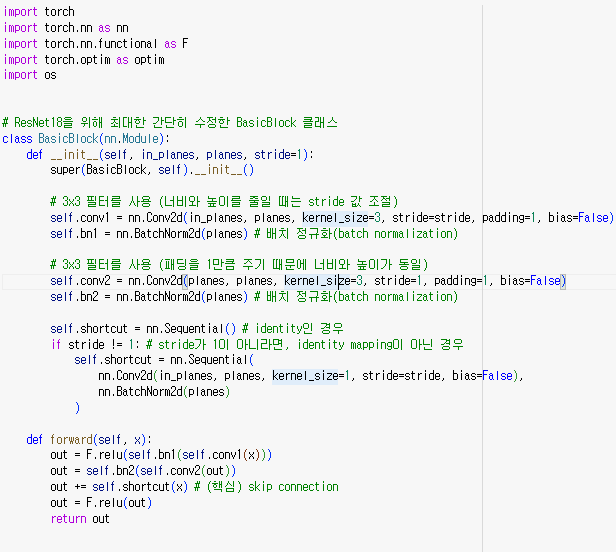 import torch
import torch.nn as nn
import torch.nn.functional as F
import torch.optim as optim
import os
# ResNet18을 위해 최대한 간단히 수정한 BasicBlock 클래스
class BasicBlock(nn.Module):
    def __init__(self, in_planes, planes, stride=1):
        super(BasicBlock, self).__init__()
        # 3x3 필터를 사용 (너비와 높이를 줄일 때는 stride 값 조절)
        self.conv1 = nn.Conv2d(in_planes, planes, kernel_size=3, stride=stride, padding=1, bias=False)
        self.bn1 = nn.BatchNorm2d(planes) # 배치 정규화(batch normalization)
        # 3x3 필터를 사용 (패딩을 1만큼 주기 때문에 너비와 높이가 동일)
        self.conv2 = nn.Conv2d(planes, planes, kernel_size=3, stride=1, padding=1, bias=False)
        self.bn2 = nn.BatchNorm2d(planes) # 배치 정규화(batch normalization)
        self.shortcut = nn.Sequential() # identity인 경우
        if stride != 1: # stride가 1이 아니라면, identity mapping이 아닌 경우
            self.shortcut = nn.Sequential(
                nn.Conv2d(in_planes, planes, kernel_size=1, stride=stride, bias=False),
                nn.BatchNorm2d(planes)
            )
    def forward(self, x):
        out = F.relu(self.bn1(self.conv1(x)))
        out = self.bn2(self.conv2(out))
        out += self.shortcut(x) # (핵심) skip connection
        out = F.relu(out)
        return out